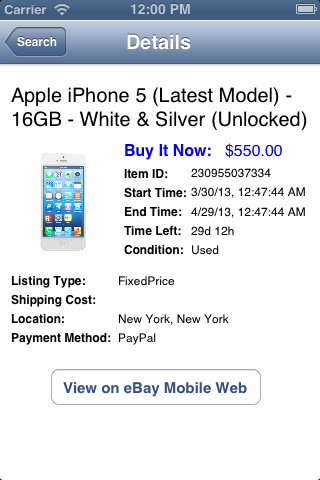 Carrier 12:00 PM
Search Details
Apple iPhone 5 (Latest Model) -
16GB - White & Silver (Unlocked)
Buy It Now: $550.00
Item ID: 230955037334
Start Time: 3/30/13, 12:47:44 AM
End Time: 4/29/13, 12:47:44 AM
Time Left: 29d 12h
Condition: Used
Listing Type: FixedPrice
Shipping Cost:
Location: New York, New York
Payment Method: PayPal
View on eBay Mobile Web